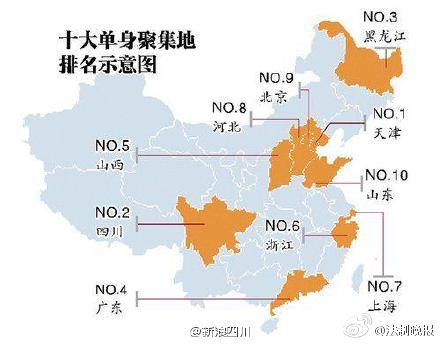 十大单身聚集地
排名示意图
NO.3
黑龙江
NO.9
北京
NO.8
河北
NO.1
天津
NO.5
山西
NO.10
山东
NO.2
四川
NO.6
浙江
NO.4
广东
NO.7
上海
@新浪四川
@法制晚报